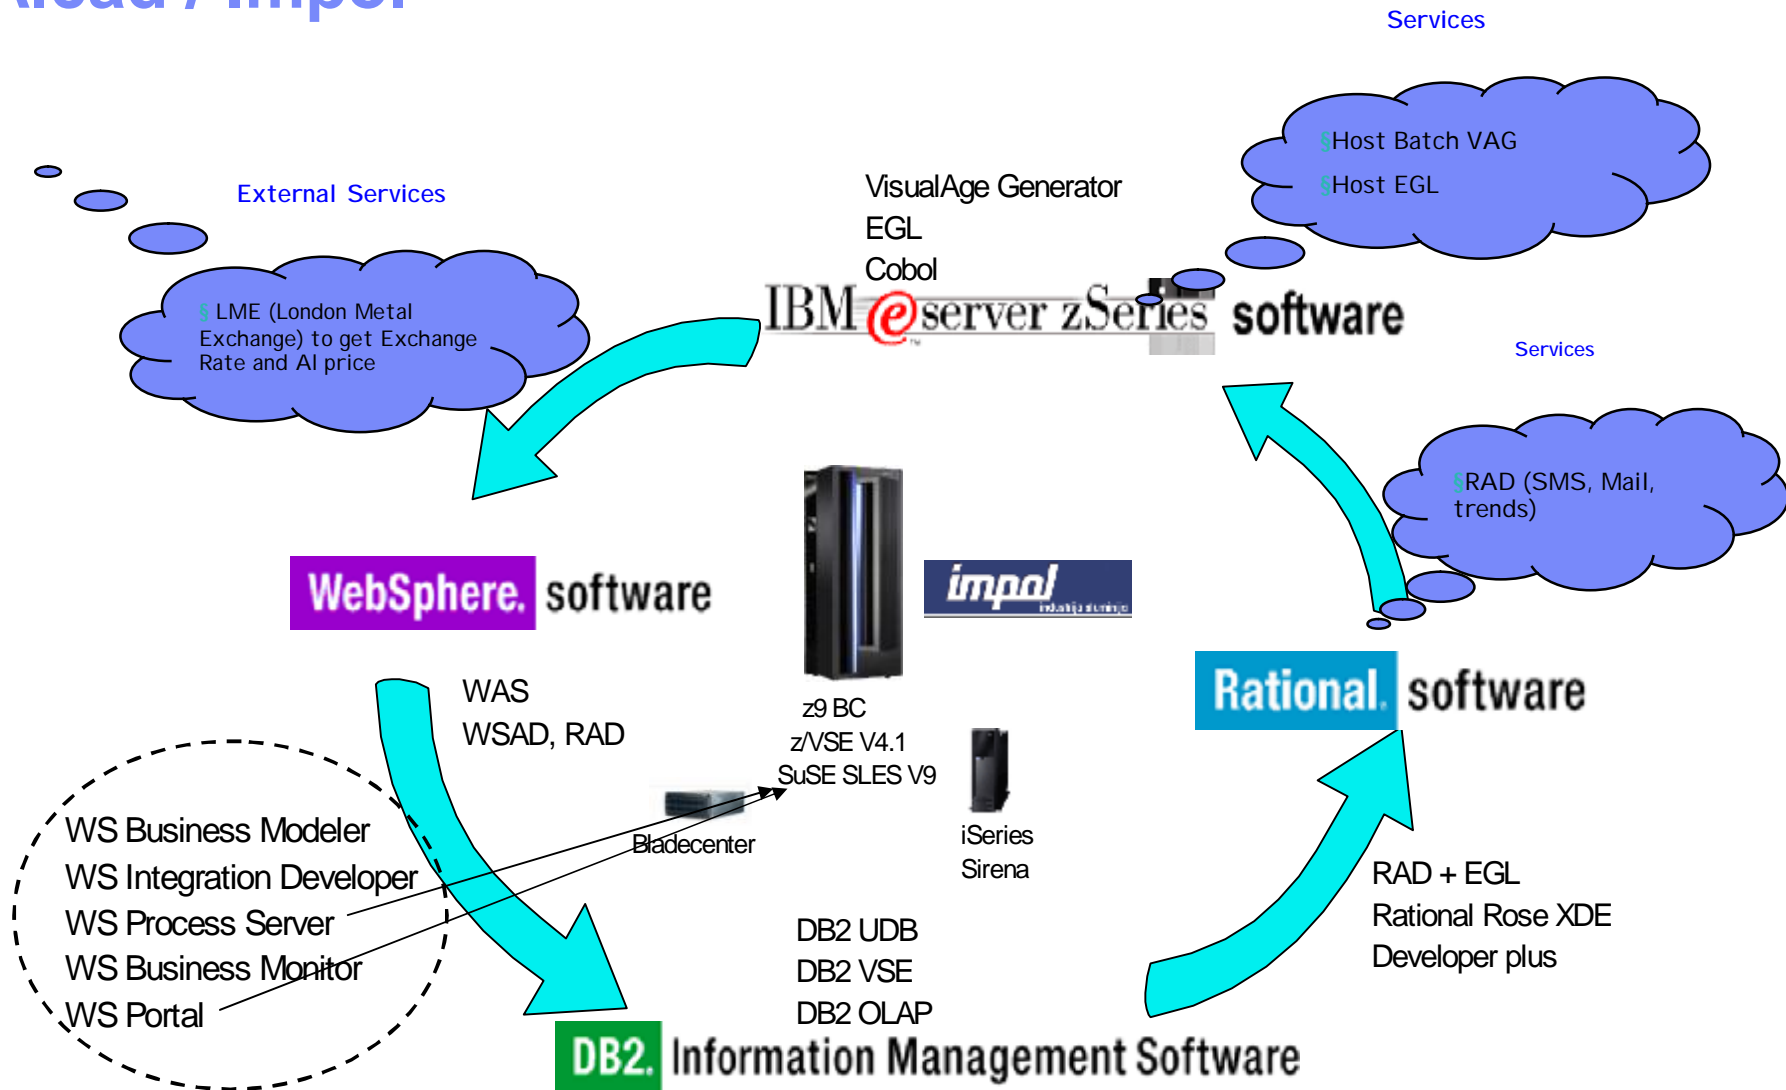 / Impol
Services
§Host Batch VAG
§Host EGL
External Services
VisualAge Generator
EGL
Cobol
§ LME (London Metal
Exchange) to get Exchange
Rate and Al price
IBM e server zSeries software
Services
§RAD (SMS, Mail,
trends)
WebSphere. software
impol
industrija aluminija
Rational. software
WAS
WSAD, RAD
z9 BC
z/VSE V4.1
SuSE SLES V9
Bladecenter
iSeries
Sirena
WS Business Modeler
WS Integration Developer
WS Process Server
WS Business Monitor
WS Portal
RAD + EGL
Rational Rose XDE
Developer plus
DB2 UDB
DB2 VSE
DB2 OLAP
DB2. Information Management Software